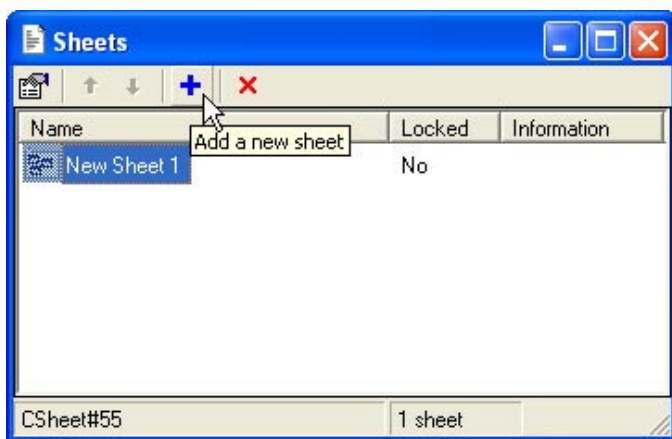 Sheets
Name Locked Information
Add a new sheet
New Sheet 1 No
CSheet#55 1 sheet